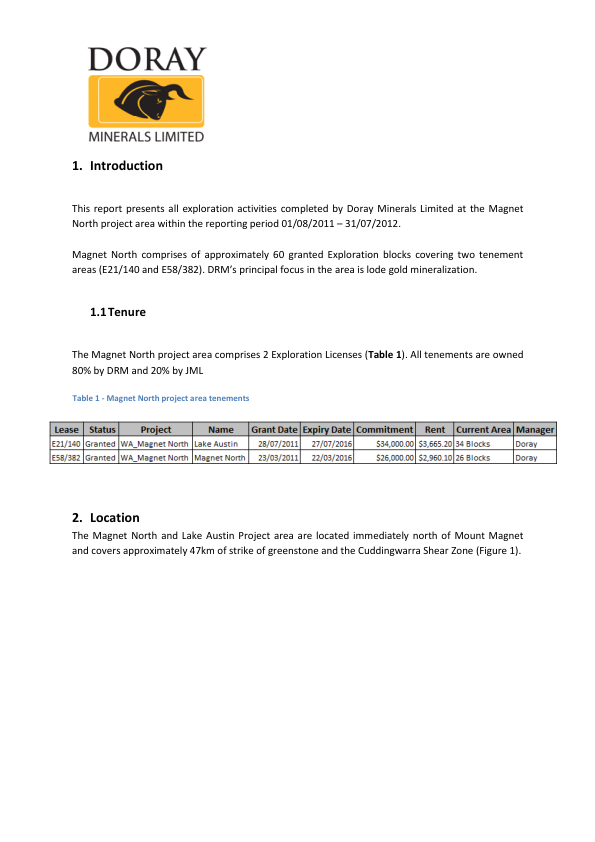 DORAY
MINERALS LIMITED
1. Introduction
This report presents all exploration activities completed by Doray Minerals Limited at the Magnet
North project area within the reporting period 01/08/2011 – 31/07/2012.
Magnet North comprises of approximately 60 granted Exploration blocks covering two tenement
areas (E21/140 and E58/382). DRM's principal focus in the area is lode gold mineralization.
1.1 Tenure
The Magnet North project area comprises 2 Exploration Licenses (Table 1). All tenements are owned
80% by DRM and 20% by JML
Table 1 - Magnet North project area tenements
Lease Status Project Name Grant Date Expiry Date Commitment Rent Current Area Manager
E21/140 Granted WA_Magnet North Lake Austin 28/07/2011 27/07/2016 $34,000.00 $3,665.20 34 Blocks Doray
E58/382 Granted WA_Magnet North Magnet North 23/03/2011 22/03/2016 $26,000.00 $2,960.10 26 Blocks Doray
2. Location
The Magnet North and Lake Austin Project area are located immediately north of Mount Magnet
and covers approximately 47km of strike of greenstone and the Cuddingwarra Shear Zone (Figure 1).